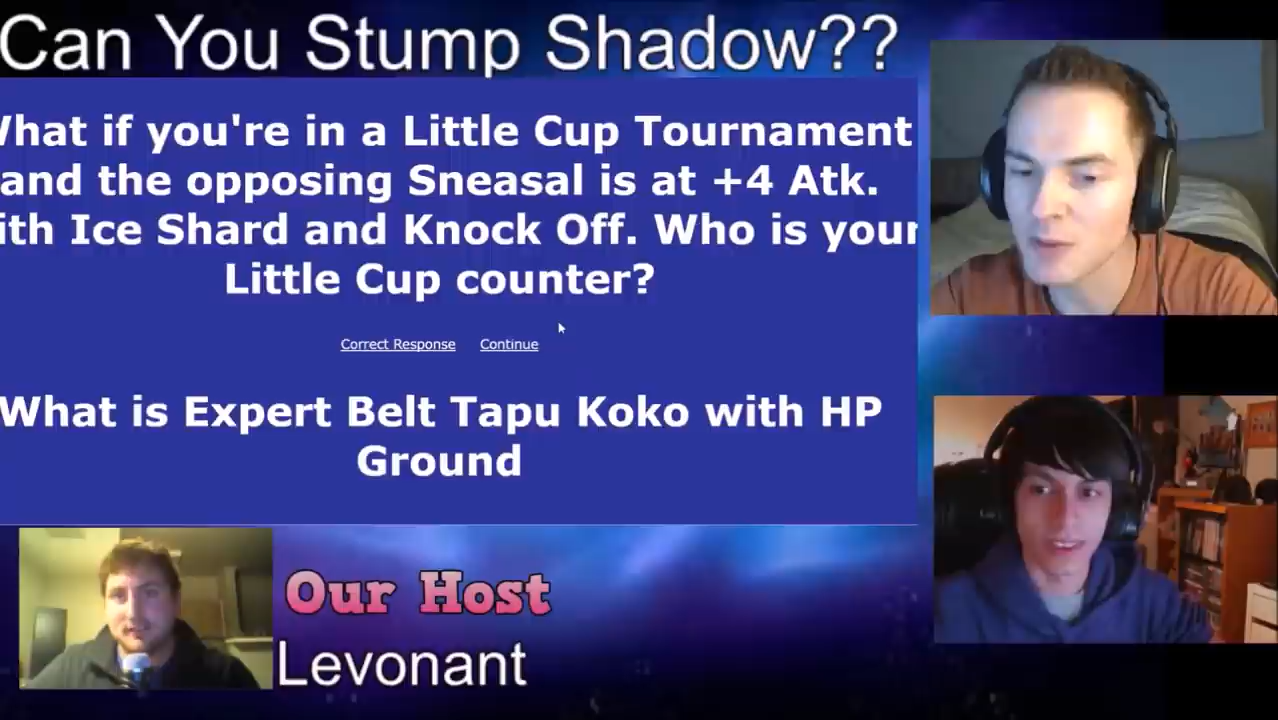 Can You Stump Shadow??
What if you're in a Little Cup Tournament
and the opposing Sneasal is at +4 Atk.
ith Ice Shard and Knock Off. Who is your
Little Cup counter?
Correct Response Continue
What is Expert Belt Tapu Koko with HP
Ground
Our Host
Levonant